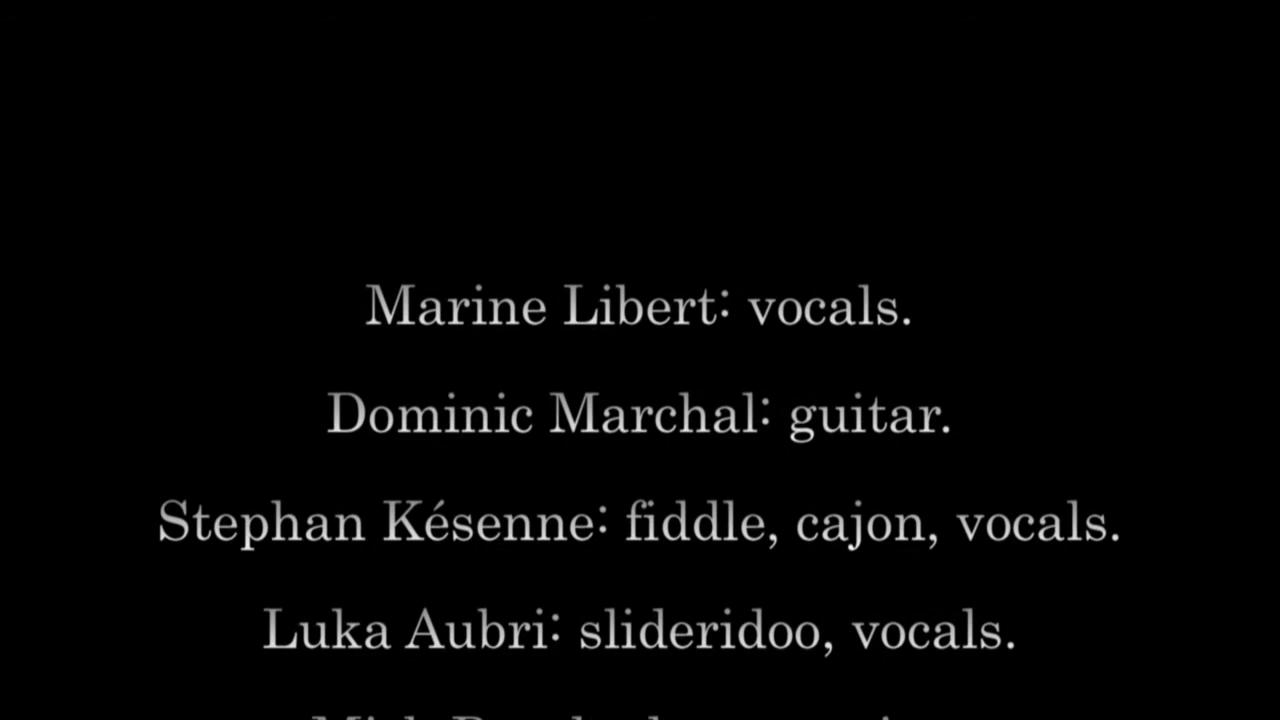 Marine Libert: vocals.
Dominic Marchal: guitar.
Stephan Késenne: fiddle, cajon, vocals.
Luka Aubri: slideridoo, vocals.